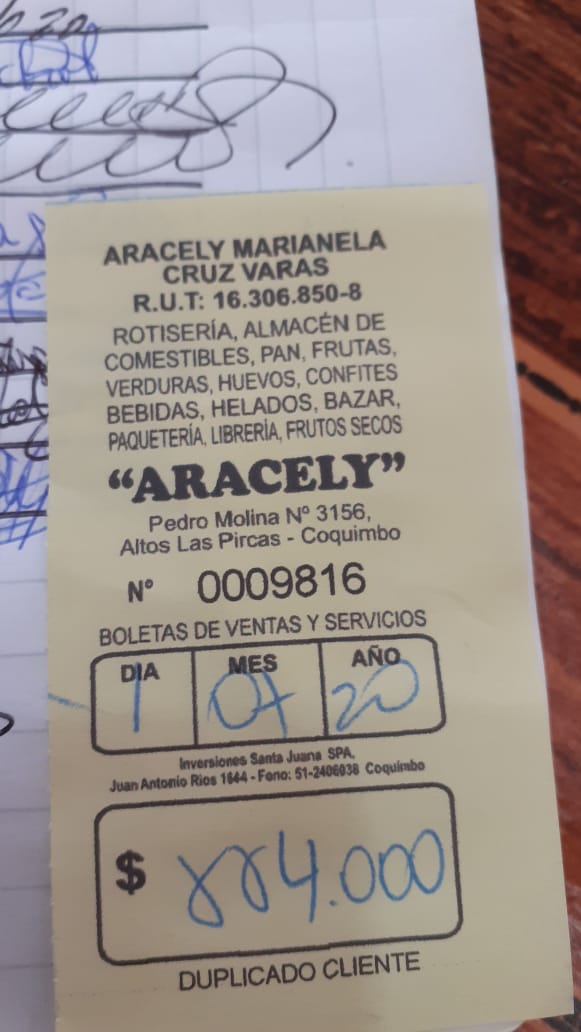 ARACELY MARIANELA
CRUZ VARAS
R.U.T: 16.306.850-8
ROTISERÍA, ALMACÉN DE
COMESTIBLES, PAN, FRUTAS,
VERDURAS, HUEVOS, CONFITES
BEBIDAS, HELADOS, BAZAR,
PAQUETERÍA, LIBRERÍA, FRUTOS SECOS
“ARACELY”
Pedro Molina Nº 3156,
Altos Las Pircas - Coquimbo
Nº 0009816
BOLETAS DE VENTAS Y SERVICIOS
DIA MES AÑO
1 07 20
Inversiones Santa Juana SPA.
Juan Antonio Rios 1644 - Fono: 51-2406038 Coquimbo
$ 4.000
DUPLICADO CLIENTE